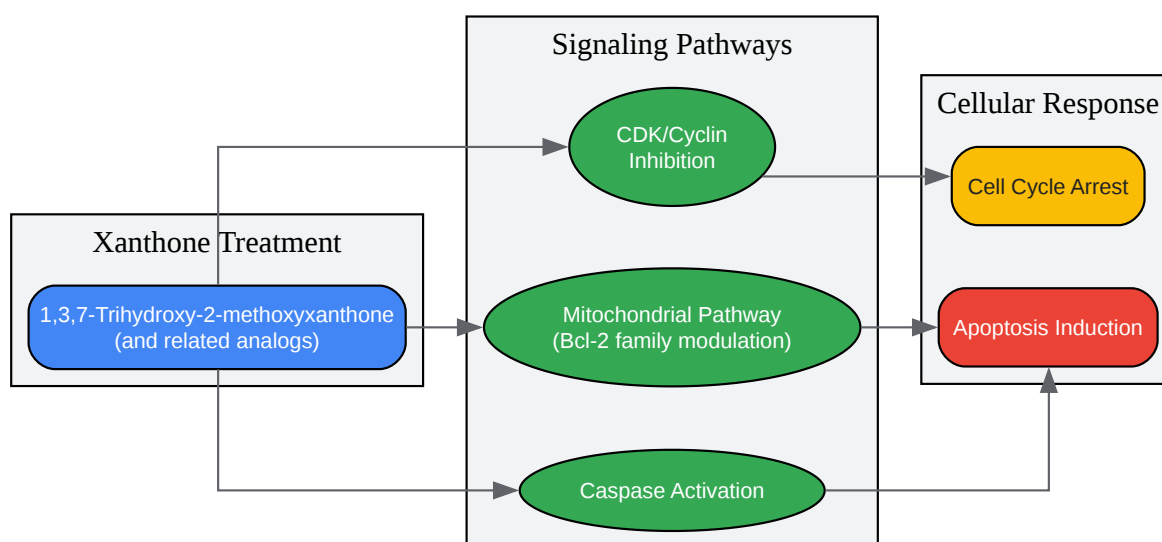 Signaling Pathways
Cellular Response
Xanthone Treatment
CDK/Cyclin
Inhibition
Cell Cycle Arrest
1,3,7-Trihydroxy-2-methoxyxanthone
(and related analogs)
Mitochondrial Pathway
(Bcl-2 family modulation)
Apoptosis Induction
Caspase Activation